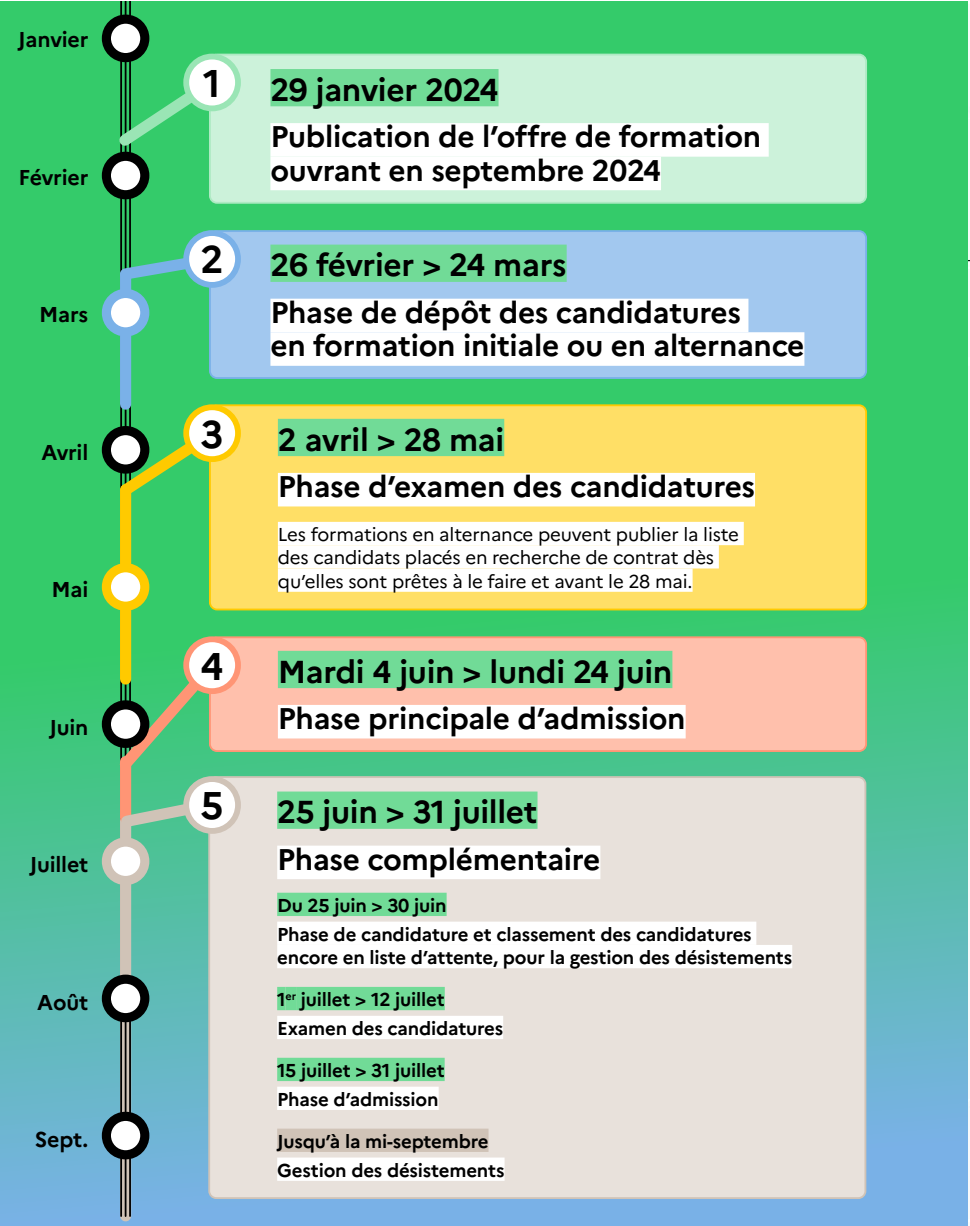 Janvier
1
29 janvier 2024
Publication de l’offre de formation
ouvrant en septembre 2024
Février
2
26 février > 24 mars
Phase de dépôt des candidatures
en formation initiale ou en alternance
Mars
3
2 avril > 28 mai
Phase d’examen des candidatures
Les formations en alternance peuvent publier la liste
des candidats placés en recherche de contrat dès
qu’elles sont prêtes à le faire et avant le 28 mai.
Avril
Mai
4
Mardi 4 juin > lundi 24 juin
Phase principale d’admission
Juin
5
25 juin > 31 juillet
Phase complémentaire
Juillet
Du 25 juin > 30 juin
Phase de candidature et classement des candidatures
encore en liste d’attente, pour la gestion des désistements
Août
1er juillet > 12 juillet
Examen des candidatures
15 juillet > 31 juillet
Phase d’admission
Sept.
Jusqu’à la mi-septembre
Gestion des désistements